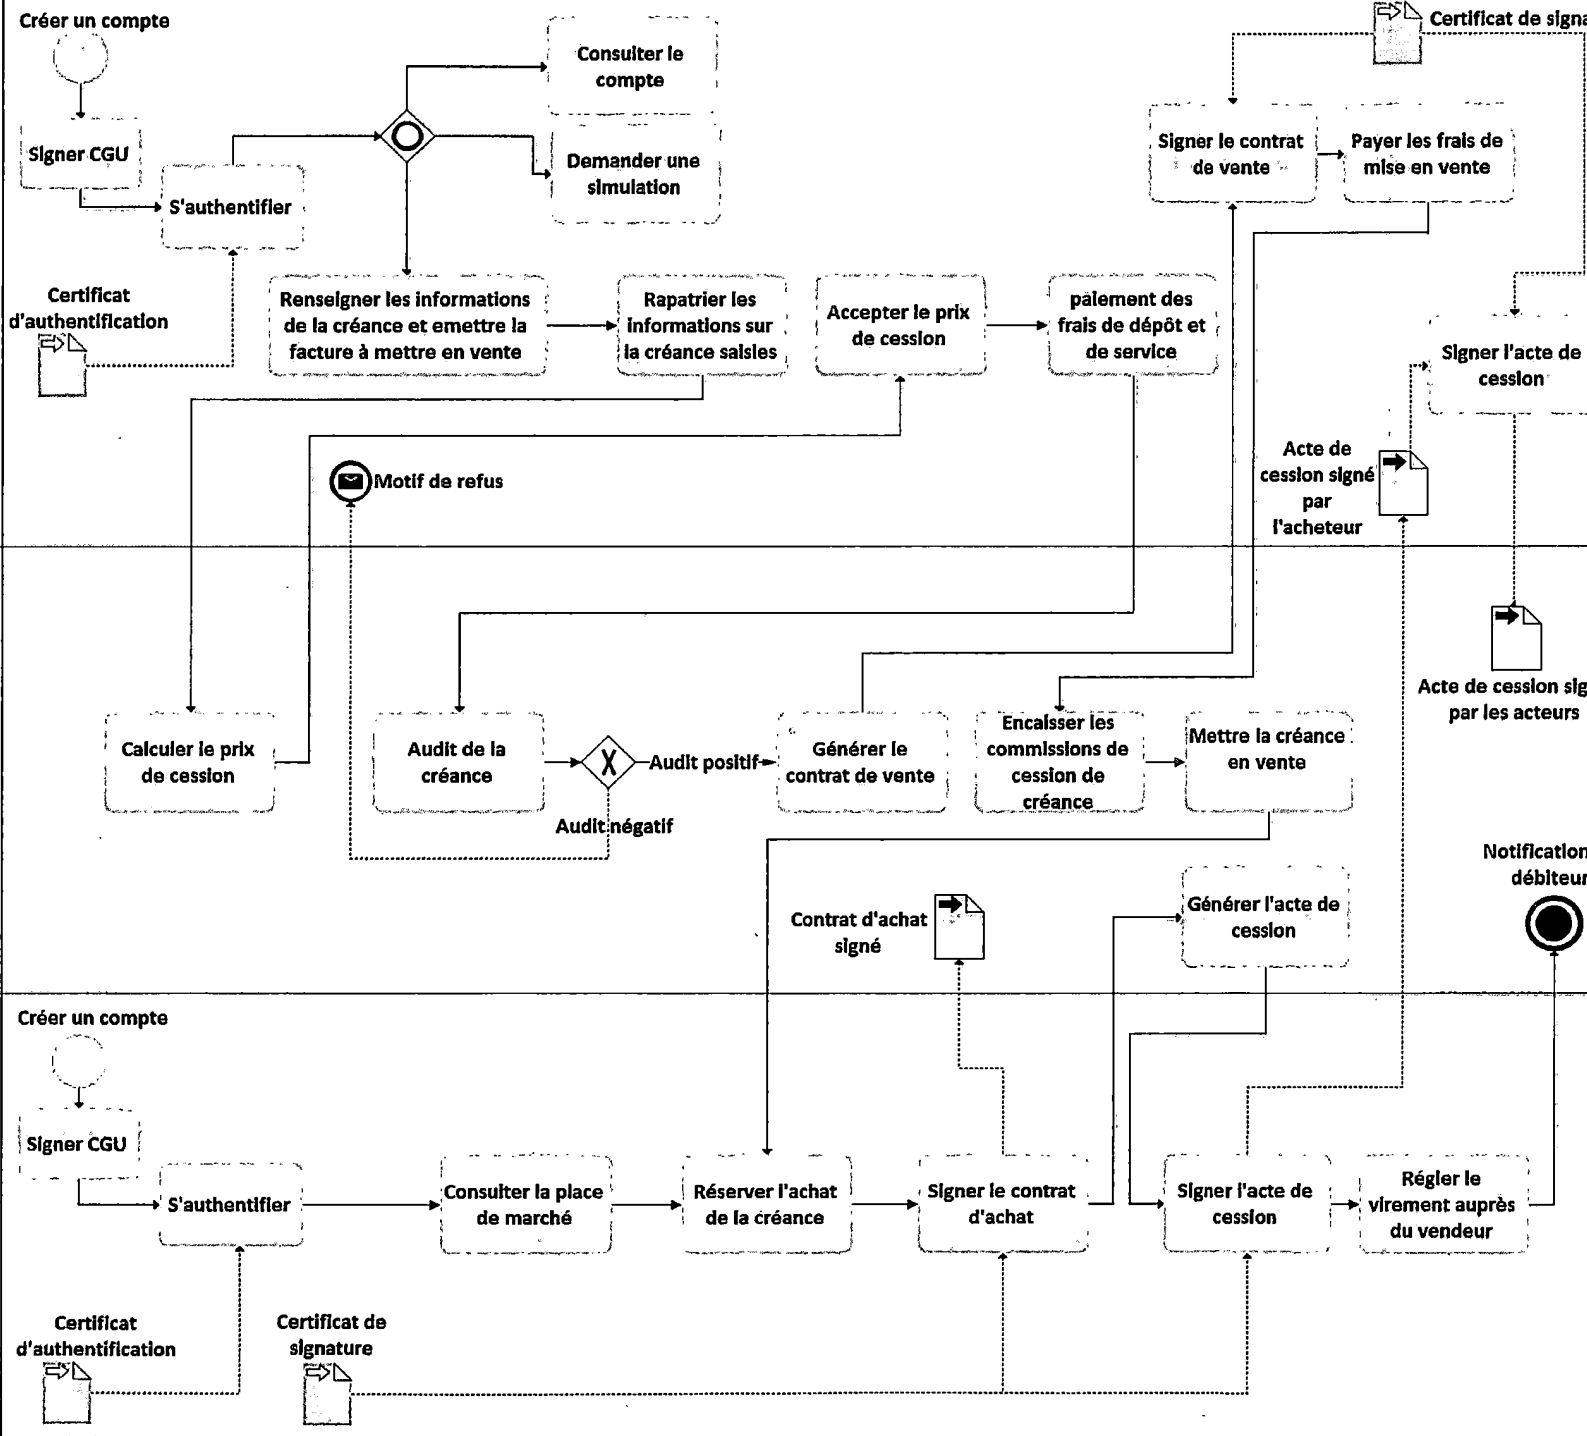 Créer un compte
Certificat de signa
Consulter le
compte
Signer CGU
S'authentifier
Demander une
simulation
Signer le contrat
de vente
Payer les frais de
mise en vente
Certificat
d'authentification
Renseigner les informations
de la créance et emettre la
facture à mettre en vente
Rapatrier les
informations sur
la créance saisies
Accepter le prix
de cession
paiement des
frais de dépôt et
de service
Signer l'acte de
cession
Motif de refus
Acte de
cession signé
par
l'acheteur
Acte de cession sig
par les acteurs
Calculer le prix
de cession
Audit de la
créance
Audit positif
Audit négatif
Générer le
contrat de vente
Encaisser les
commissions de
cession de
créance
Mettre la créance
en vente
Notification
débiteur
Contrat d'achat
signé
Générer l'acte de
cession
Créer un compte
Signer CGU
S'authentifier
Consulter la place
de marché
Réserver l'achat
de la créance
Signer le contrat
d'achat
Signer l'acte de
cession
Régler le
virement auprès
du vendeur
Certificat
d'authentification
Certificat de
signature